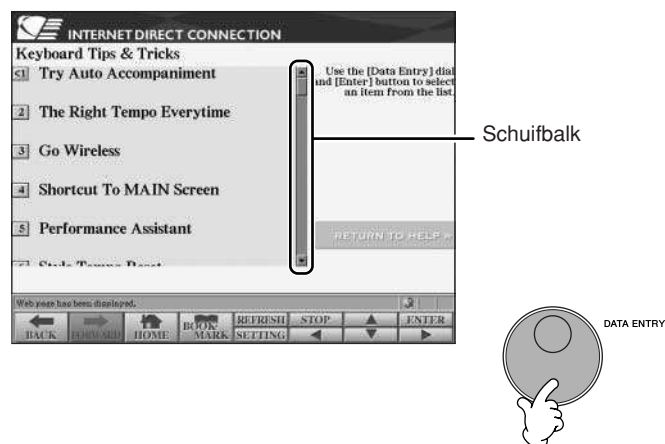 INTERNET DIRECT CONNECTION
Keyboard Tips & Tricks
1 Try Auto Accompaniment
2 The Right Tempo Everytime
3 Go Wireless
4 Shortcut To MAIN Screen
5 Performance Assistant
Style Tempo Reset
Use the [Data Entry] dial
and [Enter] button to select
an item from the list.
RETURN TO HELP »
Schuifbalk
Web page has been displayed.
BACK FORWARD HOME BOOK MARK REFRESH STOP ENTER
SETTING
DATA ENTRY